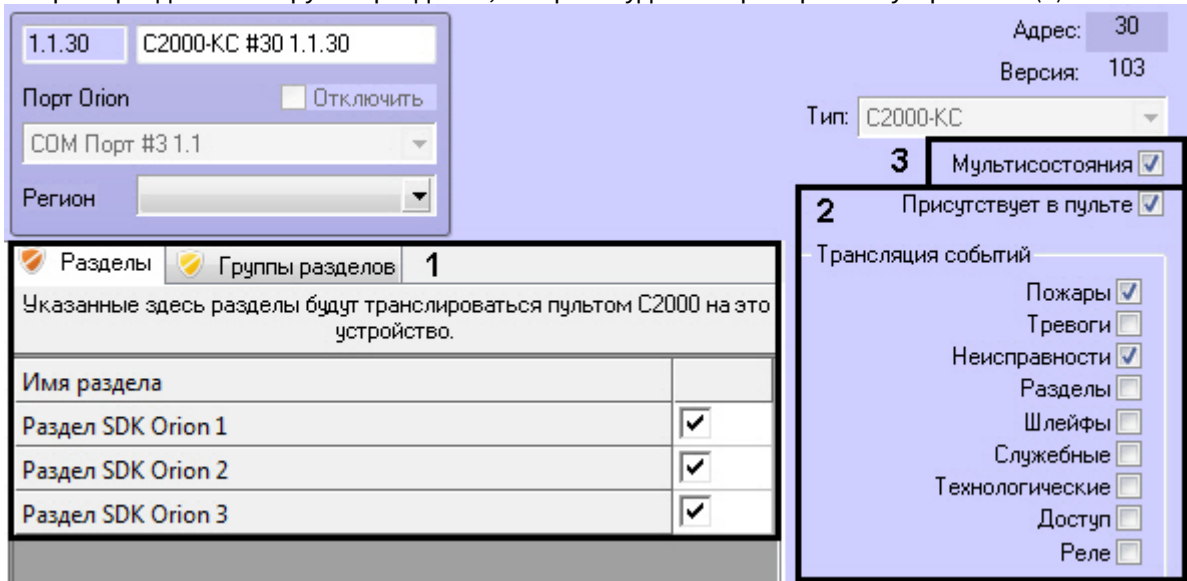 1.1.30
С2000-КС #30 1.1.30
Порт Orion
Отключить
COM Порт #3 1.1
Регион
Адрес: 30
Версия: 103
Тип: С2000-КС
3 Мультисостояния
2 Присутствует в пульте
Трансляция событий
Пожары
Тревоги
Неисправности
Разделы
Шлейфы
Служебные
Технологические
Доступ
Реле
Разделы
Группы разделов 1
Указанные здесь разделы будут транслироваться пультом С2000 на это
устройство.
Имя раздела
Раздел SDK Orion 1
Раздел SDK Orion 2
Раздел SDK Orion 3